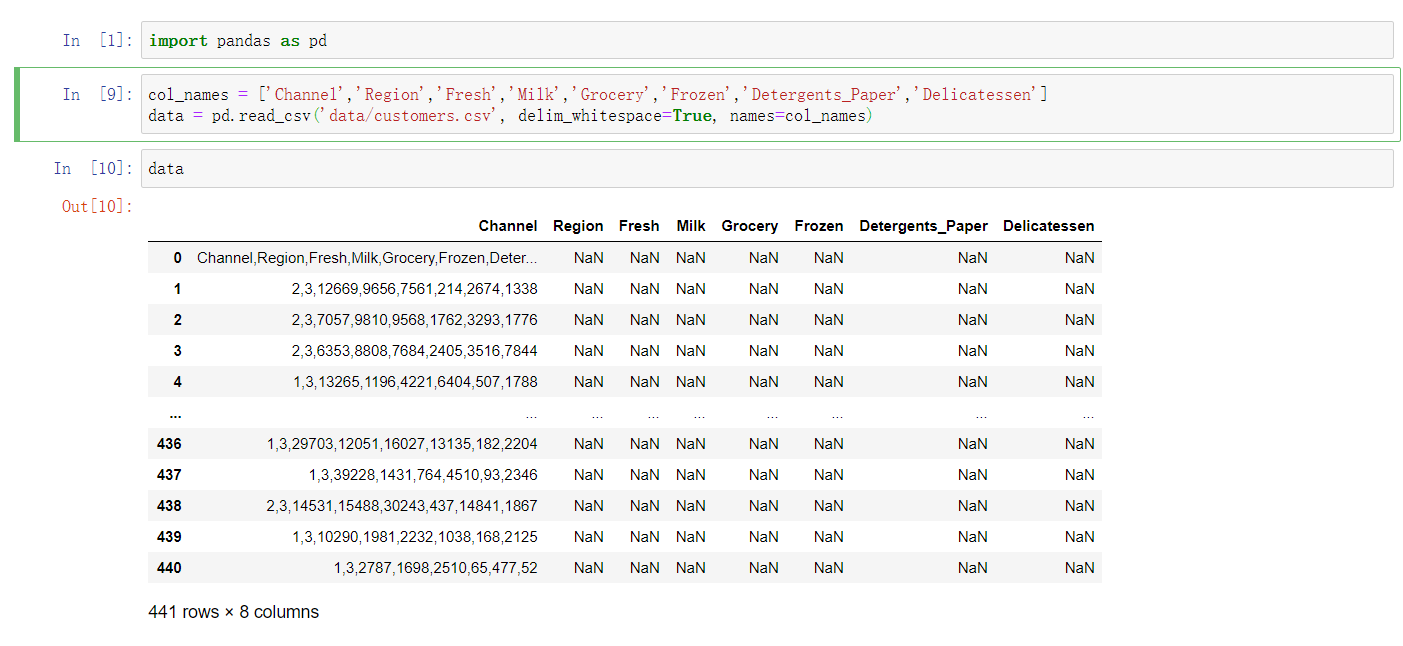 In [1]: import pandas as pd
In [9]: col_names = ['Channel','Region','Fresh','Milk','Grocery','Frozen','Detergents_Paper','Delicatessen']
data = pd.read_csv('data/customers.csv', delim_whitespace=True, names=col_names)
In [10]: data
Out[10]:
Channel Region Fresh Milk Grocery Frozen Detergents_Paper Delicatessen
0 Channel,Region,Fresh,Milk,Grocery,Frozen,Deter... NaN NaN NaN NaN NaN NaN NaN
1 2,3,12669,9656,7561,214,2674,1338 NaN NaN NaN NaN NaN NaN NaN
2 2,3,7057,9810,9568,1762,3293,1776 NaN NaN NaN NaN NaN NaN NaN
3 2,3,6353,8808,7684,2405,3516,7844 NaN NaN NaN NaN NaN NaN NaN
4 1,3,13265,1196,4221,6404,507,1788 NaN NaN NaN NaN NaN NaN NaN
... ... ... ... ... ... ... ... ...
436 1,3,29703,12051,16027,13135,182,2204 NaN NaN NaN NaN NaN NaN NaN
437 1,3,39228,1431,764,4510,93,2346 NaN NaN NaN NaN NaN NaN NaN
438 2,3,14531,15488,30243,437,14841,1867 NaN NaN NaN NaN NaN NaN NaN
439 1,3,10290,1981,2232,1038,168,2125 NaN NaN NaN NaN NaN NaN NaN
440 1,3,2787,1698,2510,65,477,52 NaN NaN NaN NaN NaN NaN NaN
441 rows × 8 columns